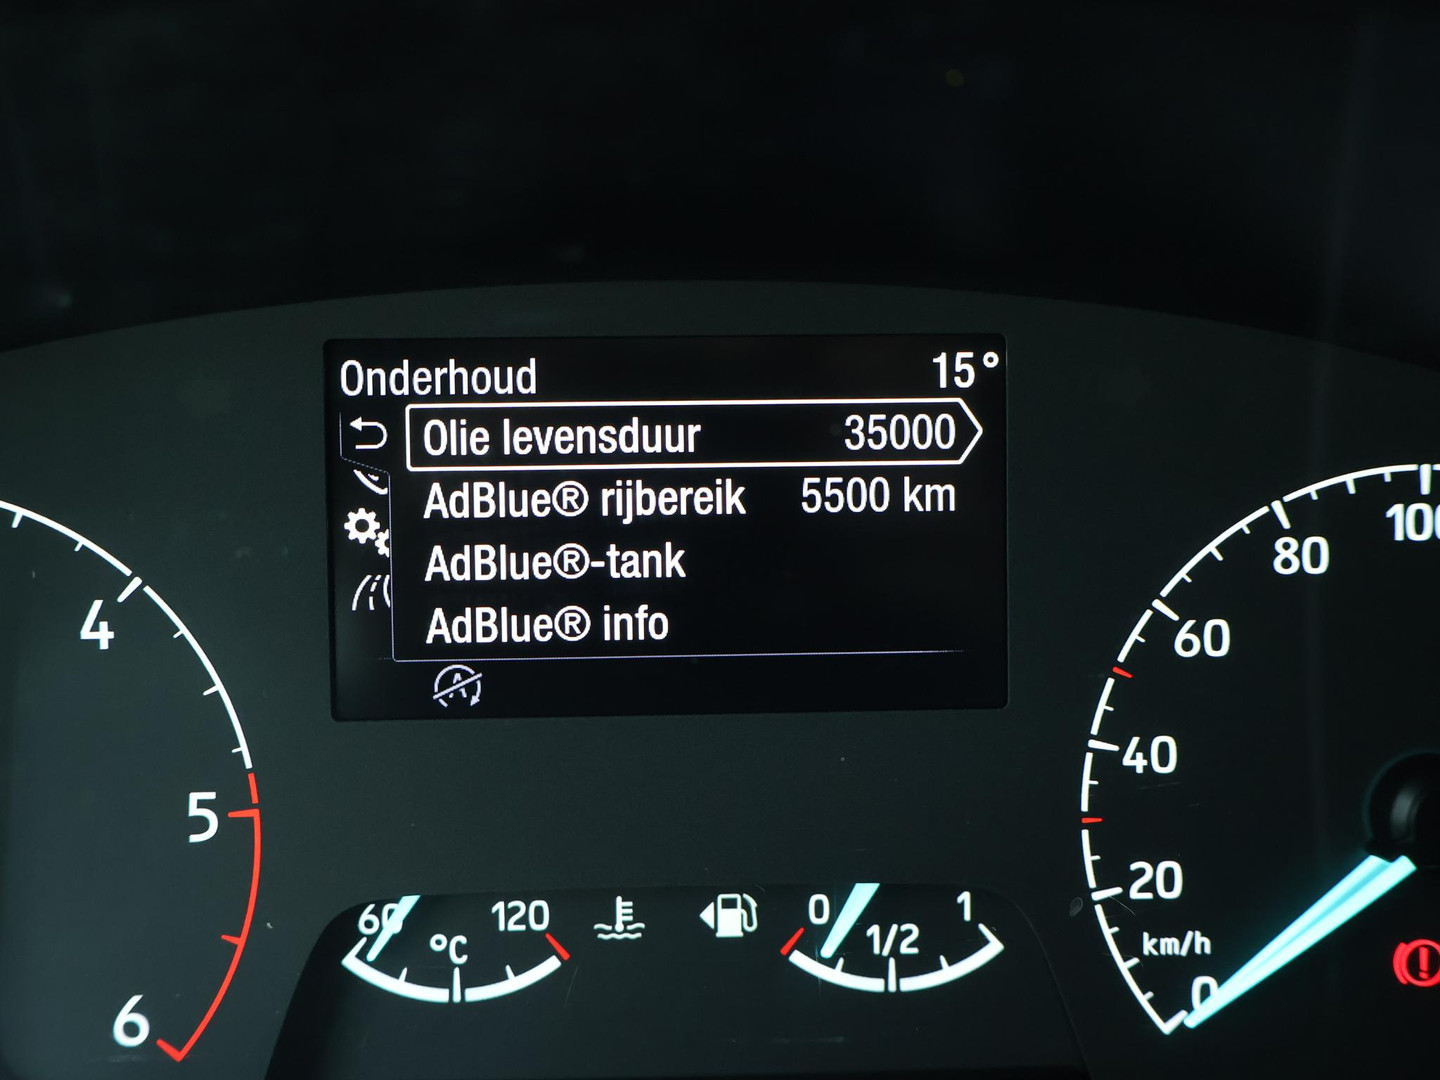 Onderhoud 15°
Olie levensduur 35000
AdBlue® rijbereik 5500 km
AdBlue®-tank
AdBlue® info
4
5
6
60 120
°C
0 1/2 1
100
80
60
40
20
km/h
0